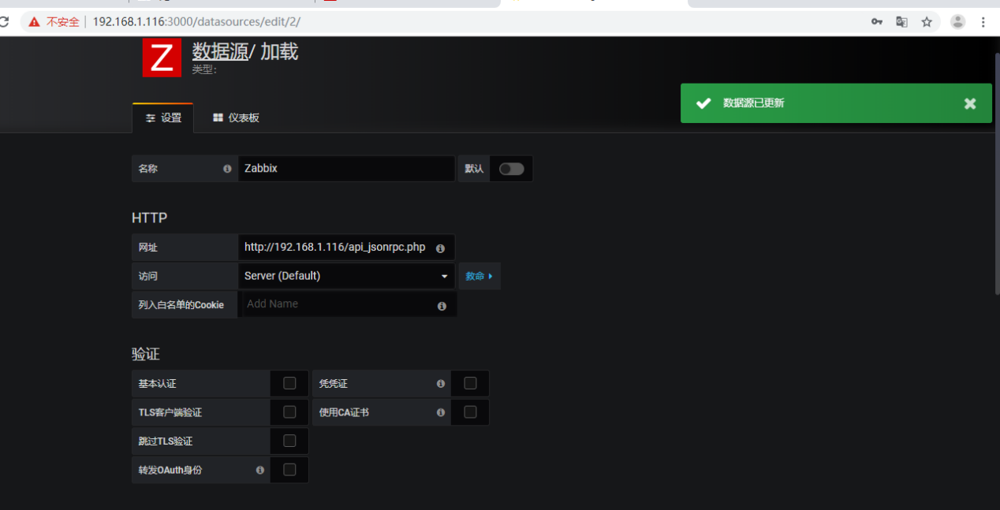 不安全 192.168.1.116:3000/datasources/edit/2/
Z
数据源/ 加载
类型:
数据源已更新
设置 仪表板
名称 Zabbix 默认
HTTP
网址 http://192.168.1.116/api_jsonrpc.php
访问 Server (Default) 救命
列入白名单的Cookie Add Name
验证
基本认证 凭凭证
TLS客户端验证 使用CA证书
跳过TLS验证
转发OAuth身份